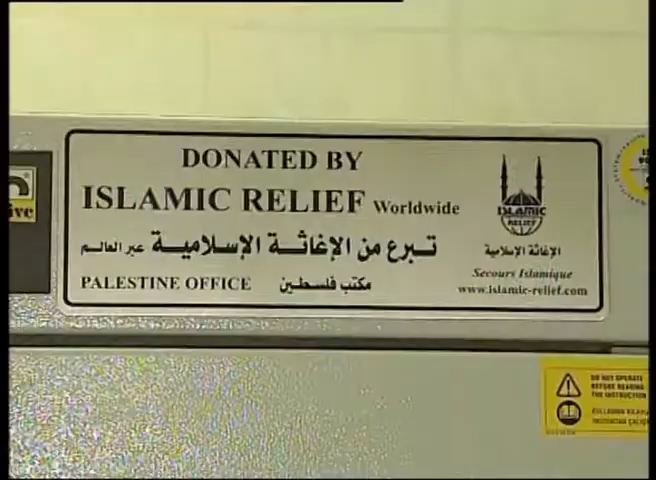 DONATED BY
ISLAMIC RELIEF Worldwide
تبرع من الإغاثة الإسلامية عبر العالم
PALESTINE OFFICE مكتب فلسطين
ISLAMIC
RELIEF
الإغاثة الإسلامية
Secours Islamique
www.islamic-relief.com
DO NOT OPERATE
BEFORE READING
THE INSTRUCTION